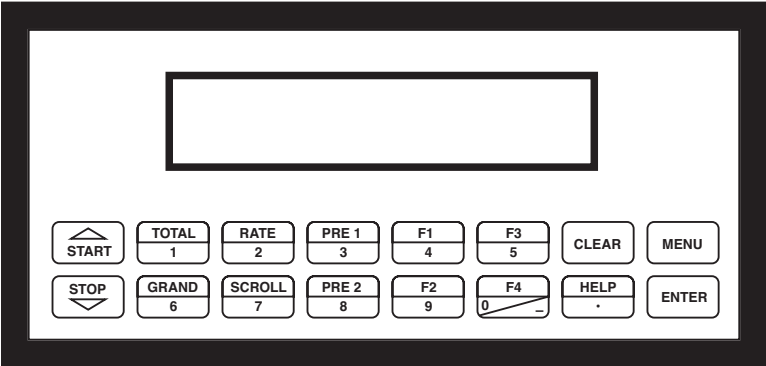 TOTAL RATE PRE 1 F1 F3
START 1 2 3 4 5 CLEAR MENU
STOP GRAND SCROLL PRE 2 F2 F4 HELP ENTER
6 7 8 9 0 _ .